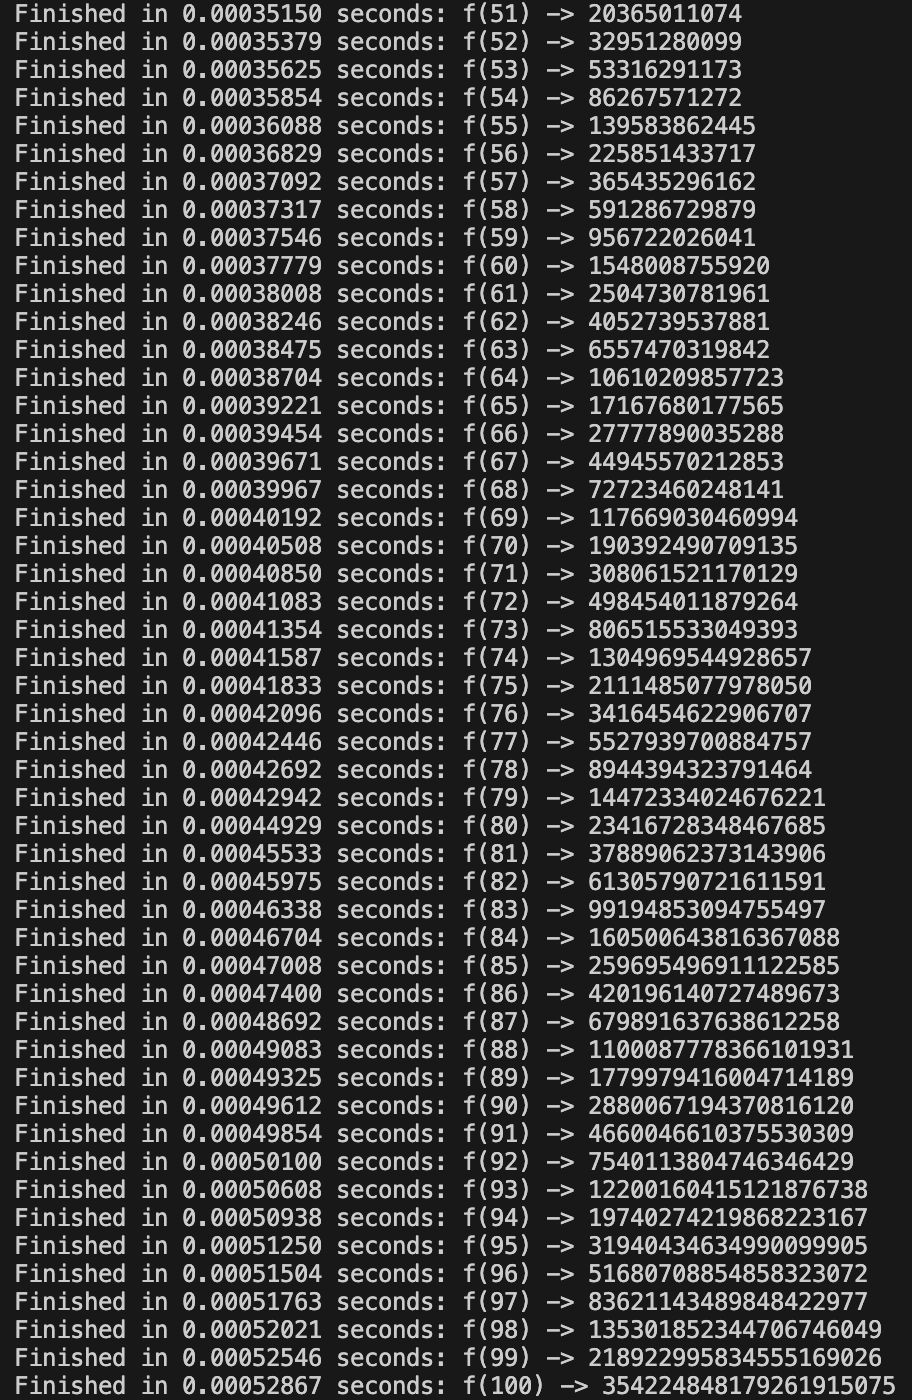 Finished in 0.00035150 seconds: f(51) -> 20365011074
Finished in 0.00035379 seconds: f(52) -> 32951280099
Finished in 0.00035625 seconds: f(53) -> 53316291173
Finished in 0.00035854 seconds: f(54) -> 86267571272
Finished in 0.00036088 seconds: f(55) -> 139583862445
Finished in 0.00036829 seconds: f(56) -> 225851433717
Finished in 0.00037092 seconds: f(57) -> 365435296162
Finished in 0.00037317 seconds: f(58) -> 591286729879
Finished in 0.00037546 seconds: f(59) -> 956722026041
Finished in 0.00037779 seconds: f(60) -> 1548008755920
Finished in 0.00038008 seconds: f(61) -> 2504730781961
Finished in 0.00038246 seconds: f(62) -> 4052739537881
Finished in 0.00038475 seconds: f(63) -> 6557470319842
Finished in 0.00038704 seconds: f(64) -> 10610209857723
Finished in 0.00039221 seconds: f(65) -> 17167680177565
Finished in 0.00039454 seconds: f(66) -> 27777890035288
Finished in 0.00039671 seconds: f(67) -> 44945570212853
Finished in 0.00039967 seconds: f(68) -> 72723460248141
Finished in 0.00040192 seconds: f(69) -> 117669030460994
Finished in 0.00040508 seconds: f(70) -> 190392490709135
Finished in 0.00040850 seconds: f(71) -> 308061521170129
Finished in 0.00041083 seconds: f(72) -> 498454011879264
Finished in 0.00041354 seconds: f(73) -> 806515533049393
Finished in 0.00041587 seconds: f(74) -> 1304969544928657
Finished in 0.00041833 seconds: f(75) -> 2111485077978050
Finished in 0.00042096 seconds: f(76) -> 3416454622906707
Finished in 0.00042446 seconds: f(77) -> 5527939700884757
Finished in 0.00042692 seconds: f(78) -> 8944394323791464
Finished in 0.00042942 seconds: f(79) -> 14472334024676221
Finished in 0.00044929 seconds: f(80) -> 23416728348467685
Finished in 0.00045533 seconds: f(81) -> 37889062373143906
Finished in 0.00045975 seconds: f(82) -> 61305790721611591
Finished in 0.00046338 seconds: f(83) -> 99194853094755497
Finished in 0.00046704 seconds: f(84) -> 160500643816367088
Finished in 0.00047008 seconds: f(85) -> 259695496911122585
Finished in 0.00047400 seconds: f(86) -> 420196140727489673
Finished in 0.00048692 seconds: f(87) -> 679891637638612258
Finished in 0.00049083 seconds: f(88) -> 1100087778366101931
Finished in 0.00049325 seconds: f(89) -> 1779979416004714189
Finished in 0.00049612 seconds: f(90) -> 2880067194370816120
Finished in 0.00049854 seconds: f(91) -> 4660046610375530309
Finished in 0.00050100 seconds: f(92) -> 7540113804746346429
Finished in 0.00050608 seconds: f(93) -> 12200160415121876738
Finished in 0.00050938 seconds: f(94) -> 19740274219868223167
Finished in 0.00051250 seconds: f(95) -> 31940434634990099905
Finished in 0.00051504 seconds: f(96) -> 51680708854858323072
Finished in 0.00051763 seconds: f(97) -> 83621143489848422977
Finished in 0.00052021 seconds: f(98) -> 135301852344706746049
Finished in 0.00052546 seconds: f(99) -> 218922995834555169026
Finished in 0.00052867 seconds: f(100) -> 354224848179261915075